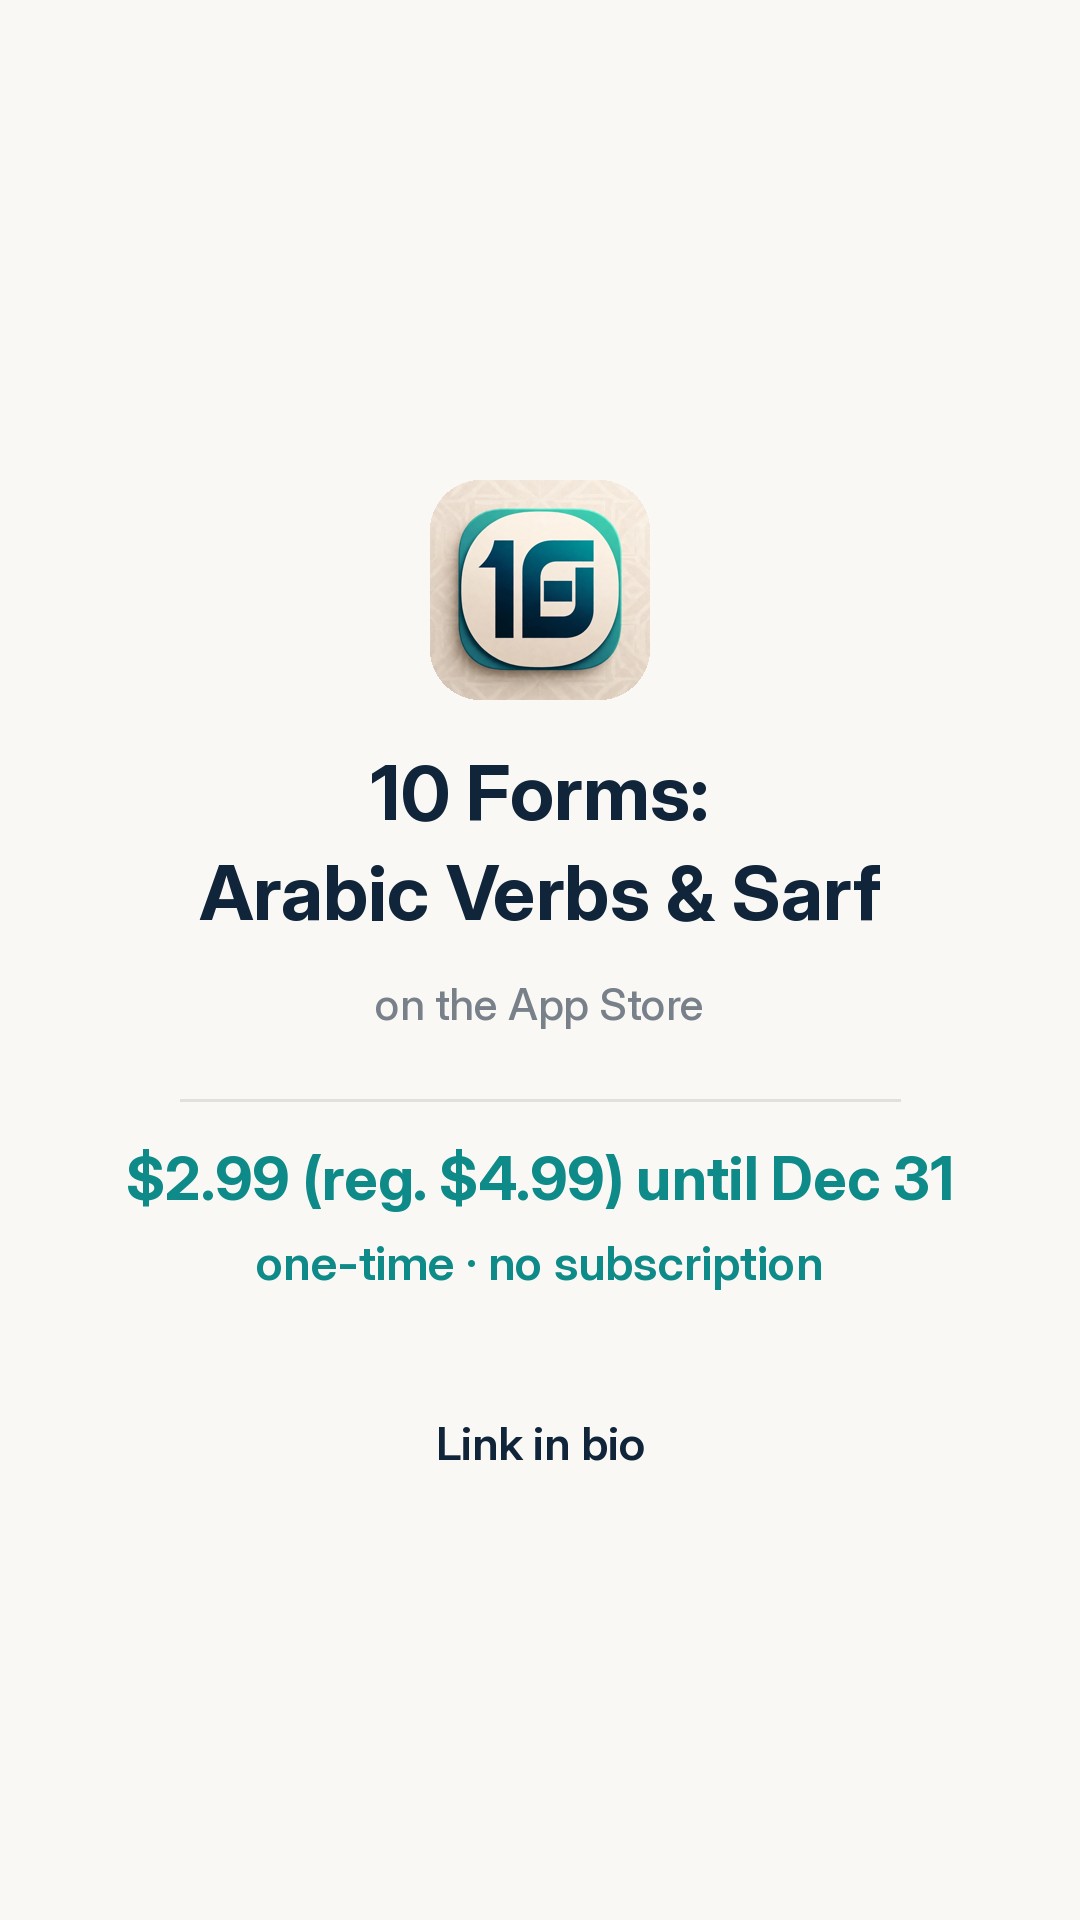 10
10 Forms:
Arabic Verbs & Sarf
on the App Store
$2.99 (reg. $4.99) until Dec 31
one-time · no subscription
Link in bio